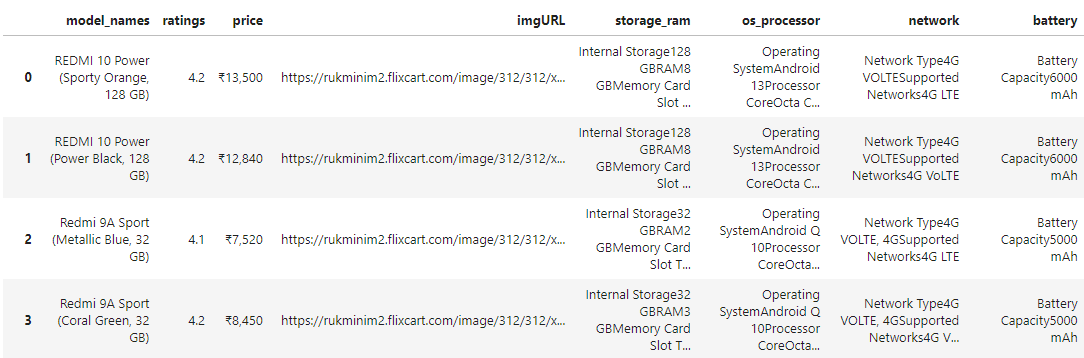 model_names ratings price imgURL storage_ram os_processor network battery
0
REDMI 10 Power
(Sporty Orange,
128 GB)
4.2
₹13,500
https://rukminim2.flixcart.com/image/312/312/x...
Internal Storage128
GBRAM8
GBMemory Card
Slot ...
Operating
SystemAndroid
13Processor
CoreOcta C...
Network Type4G
VOLTESupported
Networks4G LTE
Battery
Capacity6000
mAh
1
REDMI 10 Power
(Power Black, 128
GB)
4.2
₹12,840
https://rukminim2.flixcart.com/image/312/312/x...
Internal Storage128
GBRAM8
GBMemory Card
Slot ...
Operating
SystemAndroid
13Processor
CoreOcta C...
Network Type4G
VOLTESupported
Networks4G VoLTE
Battery
Capacity6000
mAh
2
Redmi 9A Sport
(Metallic Blue, 32
GB)
4.1
₹7,520
https://rukminim2.flixcart.com/image/312/312/x...
Internal Storage32
GBRAM2
GBMemory Card
Slot T...
Operating
SystemAndroid Q
10Processor
CoreOcta...
Network Type4G
VOLTE, 4GSupported
Networks4G LTE
Battery
Capacity5000
mAh
3
Redmi 9A Sport
(Coral Green, 32
GB)
4.2
₹8,450
https://rukminim2.flixcart.com/image/312/312/x...
Internal Storage32
GBRAM3
GBMemory Card
Slot T...
Operating
SystemAndroid Q
10Processor
CoreOcta...
Network Type4G
VOLTE, 4GSupported
Networks4G V...
Battery
Capacity5000
mAh